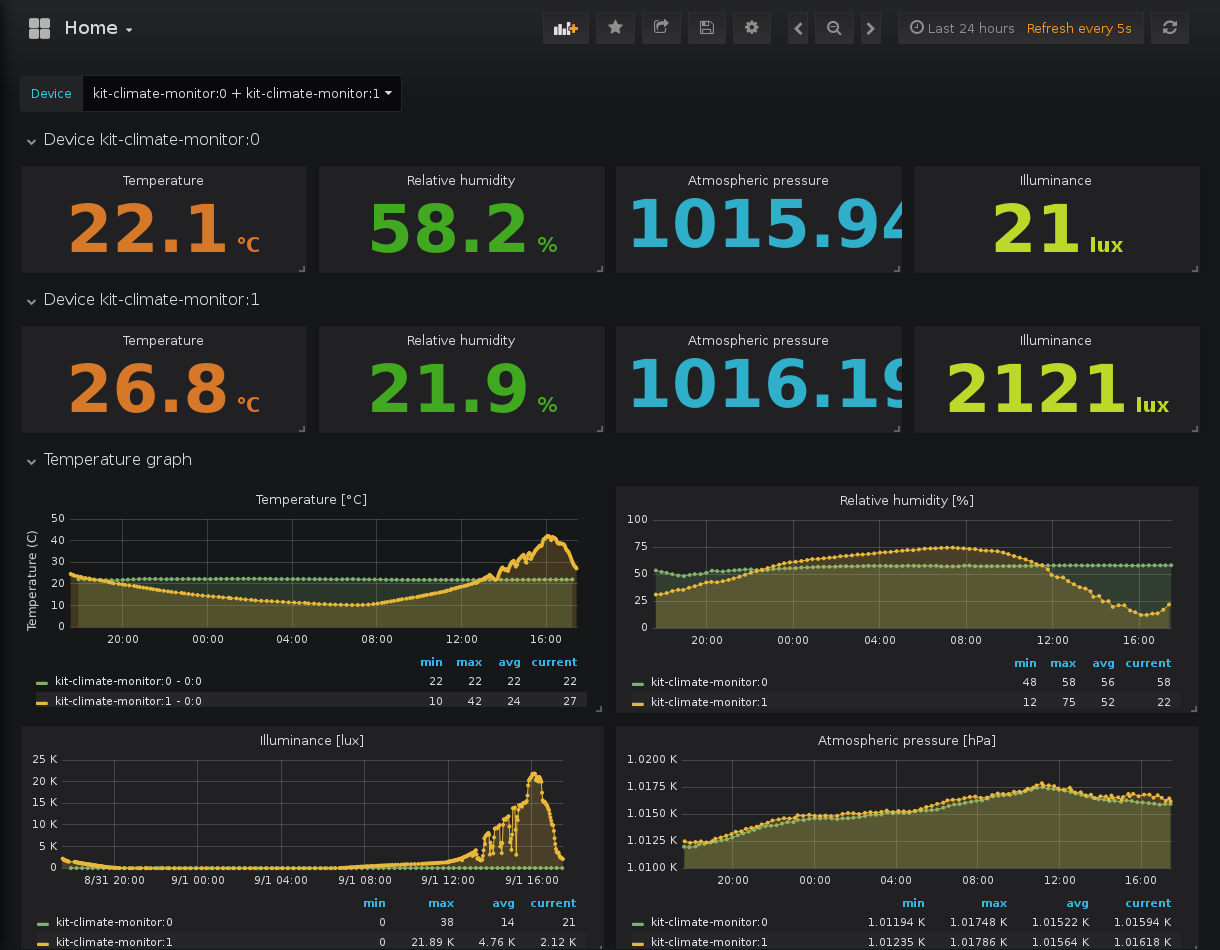 Home
Last 24 hours Refresh every 5s
Device kit-climate-monitor:0 + kit-climate-monitor:1
Device kit-climate-monitor:0
Temperature Relative humidity Atmospheric pressure Illuminance
22.1 °C 58.2 % 1015.94 21 lux
Device kit-climate-monitor:1
Temperature Relative humidity Atmospheric pressure Illuminance
26.8 °C 21.9 % 1016.19 2121 lux
Temperature graph
Temperature [°C]
Temperature (C)
50
40
30
20
10
0
20:00 00:00 04:00 08:00 12:00 16:00
min max avg current
kit-climate-monitor:0 - 0:0 22 22 22 22
kit-climate-monitor:1 - 0:0 10 42 24 27
Relative humidity [%]
100
75
50
25
0
20:00 00:00 04:00 08:00 12:00 16:00
min max avg current
kit-climate-monitor:0 48 58 56 58
kit-climate-monitor:1 12 75 52 22
Illuminance [lux]
25 K
20 K
15 K
10 K
5 K
0
8/31 20:00 9/1 00:00 9/1 04:00 9/1 08:00 9/1 12:00 9/1 16:00
min max avg current
kit-climate-monitor:0 0 38 14 21
kit-climate-monitor:1 0 21.89 K 4.76 K 2.12 K
Atmospheric pressure [hPa]
1.0200 K
1.0175 K
1.0150 K
1.0125 K
1.0100 K
20:00 00:00 04:00 08:00 12:00 16:00
min max avg current
kit-climate-monitor:0 1.01194 K 1.01748 K 1.01522 K 1.01594 K
kit-climate-monitor:1 1.01235 K 1.01786 K 1.01564 K 1.01618 K